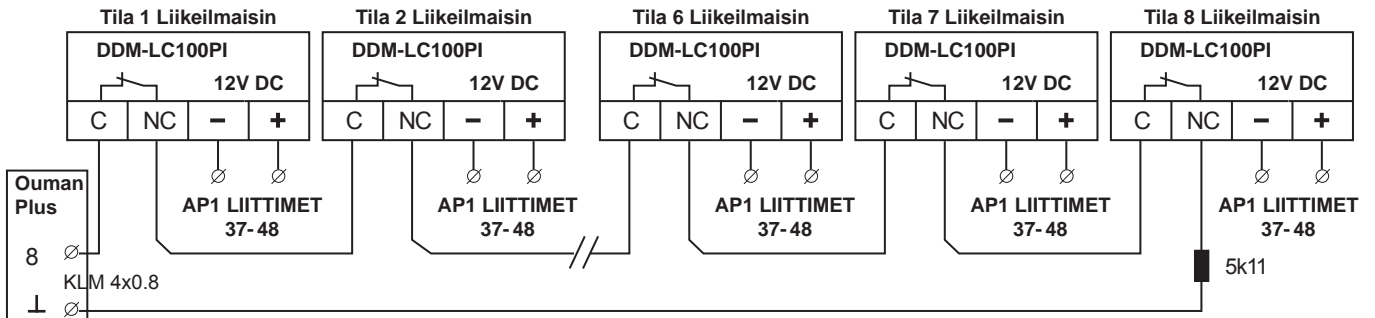 Tila 1 Liikeilmaisin Tila 2 Liikeilmaisin Tila 6 Liikeilmaisin Tila 7 Liikeilmaisin Tila 8 Liikeilmaisin
DDM-LC100PI DDM-LC100PI DDM-LC100PI DDM-LC100PI DDM-LC100PI
12V DC 12V DC 12V DC 12V DC 12V DC
C NC - + C NC - + C NC - + C NC - + C NC - +
Ouman
Plus
AP1 LIITTIMET AP1 LIITTIMET AP1 LIITTIMET AP1 LIITTIMET AP1 LIITTIMET
37- 48 37- 48 37- 48 37- 48 37- 48
8
5k11
KLM 4x0.8